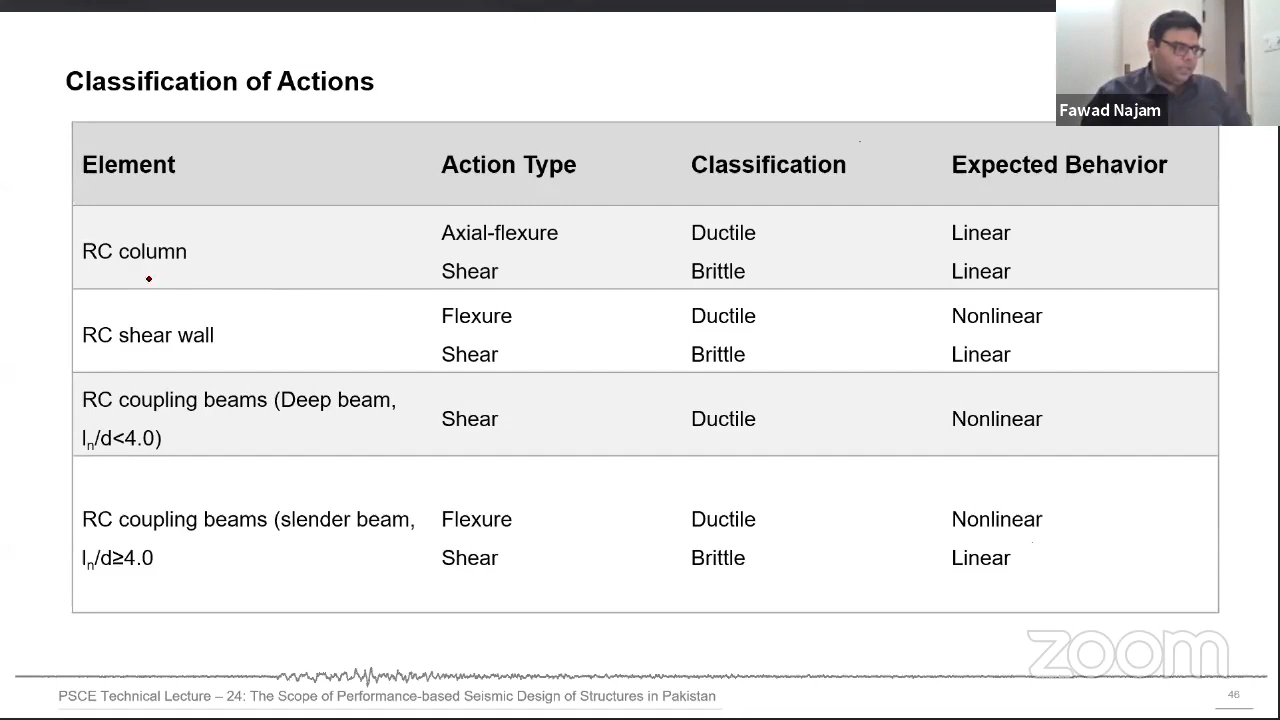 Classification of Actions
Fawad Najam
Element Action Type Classification Expected Behavior
RC column
Axial-flexure Ductile Linear
Shear Brittle Linear
RC shear wall
Flexure Ductile Nonlinear
Shear Brittle Linear
RC coupling beams (Deep beam,
ln/d<4.0)
Shear Ductile Nonlinear
RC coupling beams (slender beam,
ln/d≥4.0
Flexure Ductile Nonlinear
Shear Brittle Linear
zoom
PSCE Technical Lecture – 24: The Scope of Performance-based Seismic Design of Structures in Pakistan
46